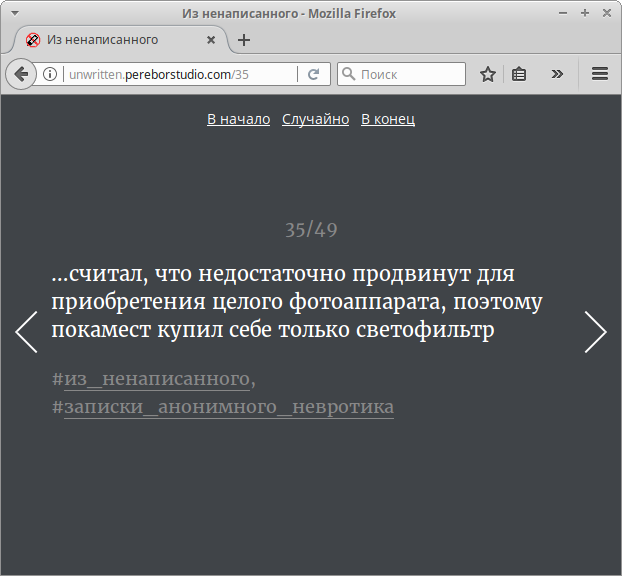 Из ненаписанного - Mozilla Firefox
Из ненаписанного
unwritten.pereborstudio.com/35
Поиск
В начало Случайно В конец
35/49
...считал, что недостаточно продвинут для
приобретения целого фотоаппарата, поэтому
покамест купил себе только светофильтр
#из_ненаписанного,
#записки_анонимного_невротика